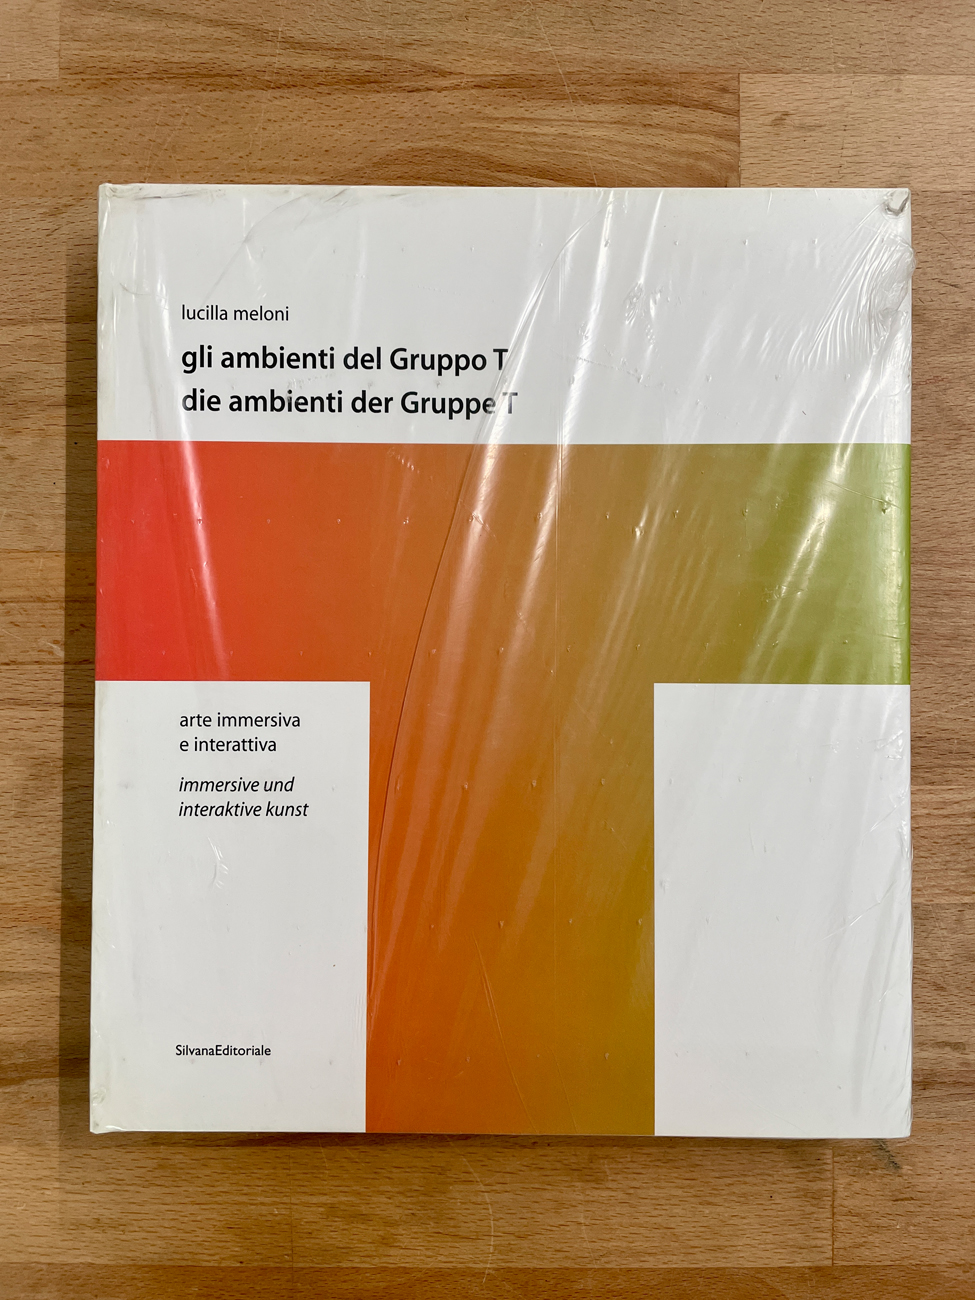 lucilla meloni
gli ambienti del Gruppo T
die ambienti der Gruppe T
arte immersiva
e interattiva
immersive und
interaktive kunst
SilvanaEditoriale